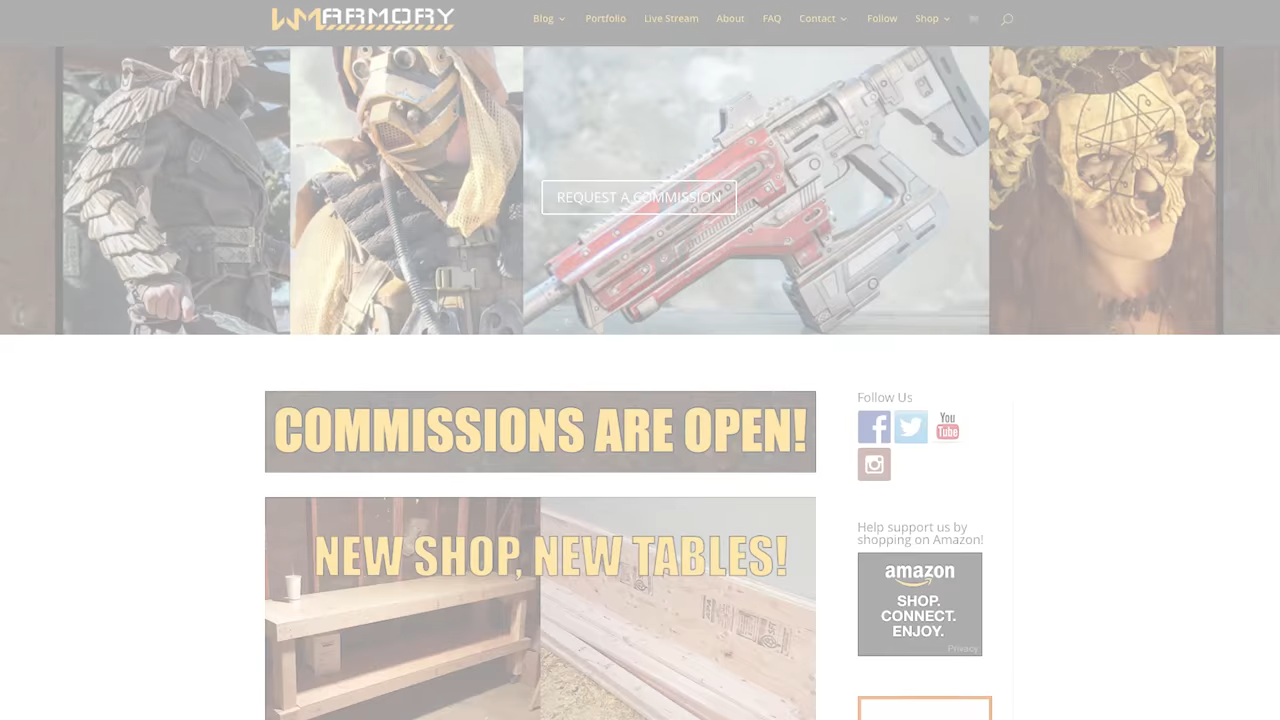 WMARMORY
Blog Portfolio Live Stream About FAQ Contact Follow Shop
REQUEST A COMMISSION
COMMISSIONS ARE OPEN!
Follow Us
You
Tube
NEW SHOP, NEW TABLES!
Help support us by
shopping on Amazon!
amazon
SHOP.
CONNECT.
ENJOY.
Privacy